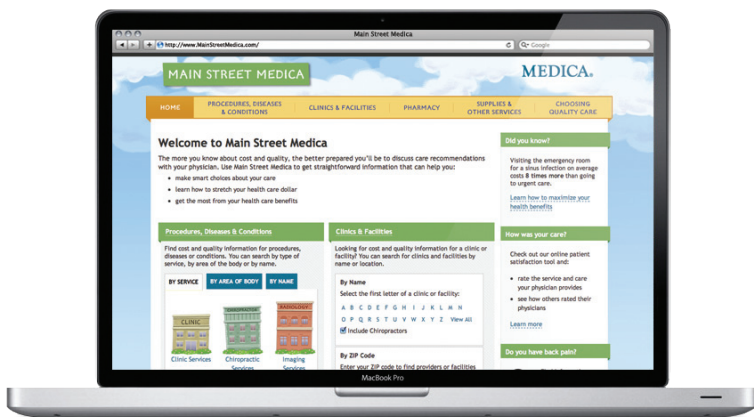 Main Street Medica
http://www.MainStreetMedica.com/
Google
MAIN STREET MEDICA
MEDICA®
HOME
PROCEDURES, DISEASES
& CONDITIONS
CLINICS & FACILITIES
PHARMACY
SUPPLIES &
OTHER SERVICES
CHOOSING
QUALITY CARE
Welcome to Main Street Medica
The more you know about cost and quality, the better prepared you'll be to discuss care recommendations
with your physician. Use Main Street Medica to get straightforward information that can help you:
• make smart choices about your care
• learn how to stretch your health care dollar
• get the most from your health care benefits
Procedures, Diseases & Conditions
Find cost and quality information for procedures,
diseases or conditions. You can search by type of
service, by area of the body or by name.
BY SERVICE
BY AREA OF BODY
BY NAME
CLINIC
CHIROPRACTOR
RADIOLOGY
Clinic Services
Chiropractic
Services
Imaging
Services
Clinics & Facilities
Looking for cost and quality information for a clinic or
facility? You can search for clinics and facilities by
name or location.
By Name
Select the first letter of a clinic or facility:
A B C D E F G H I J K L M N
O P Q R S T U V W X Y Z View All
Include Chiropractors
By ZIP Code
Enter your ZIP code to find providers or facilities
Did you know?
Visiting the emergency room
for a sinus infection on average
costs 8 times more than going
to urgent care.
Learn how to maximize your
health benefits
How was your care?
Check out our online patient
satisfaction tool and:
• rate the service and care
your physician provides
• see how others rated their
physicians
Learn more
Do you have back pain?
MacBook Pro